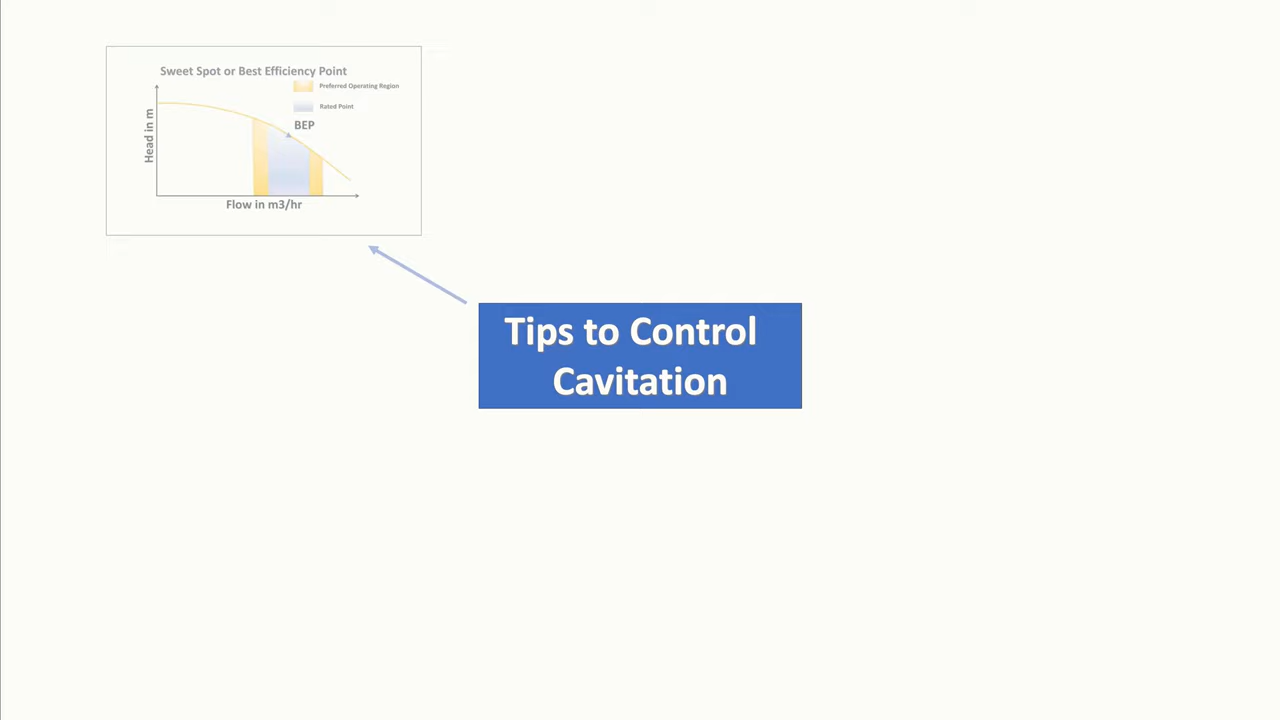 Sweet Spot or Best Efficiency Point
Preferred Operating Region
Rated Point
BEP
Head in m
Flow in m3/hr
Tips to Control
Cavitation